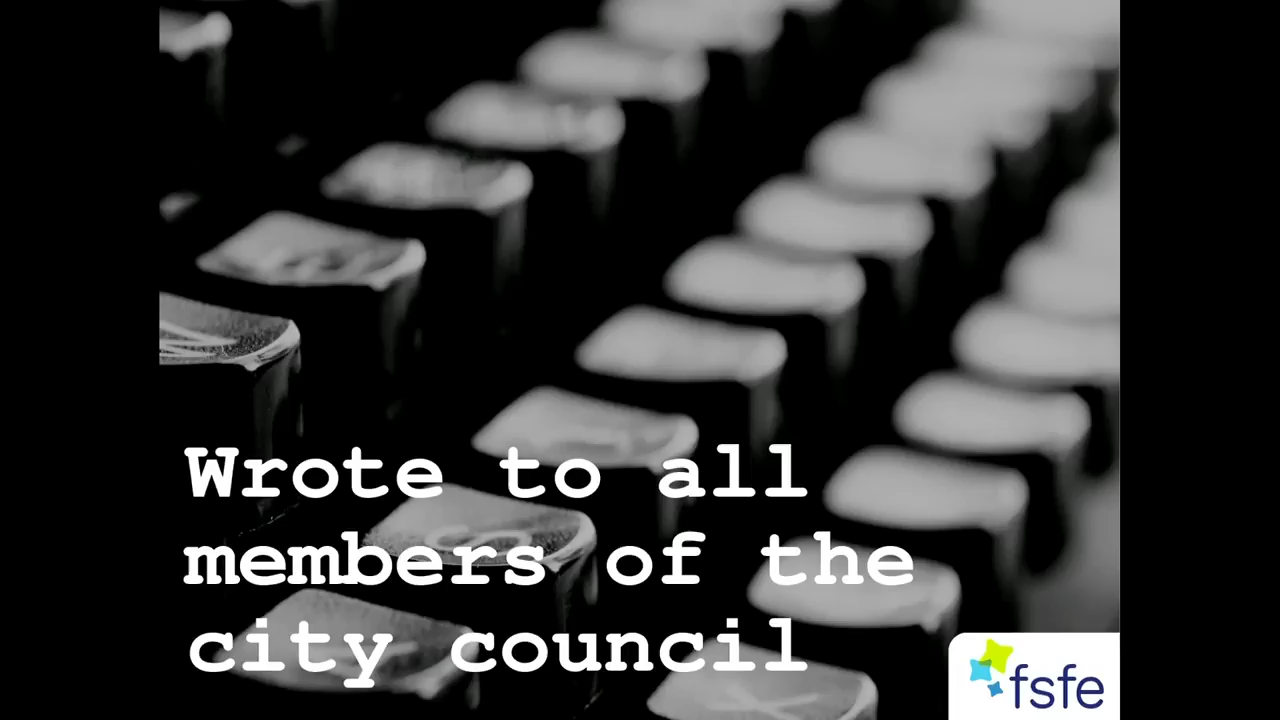 Wrote to all
members of the
city council
fsfe